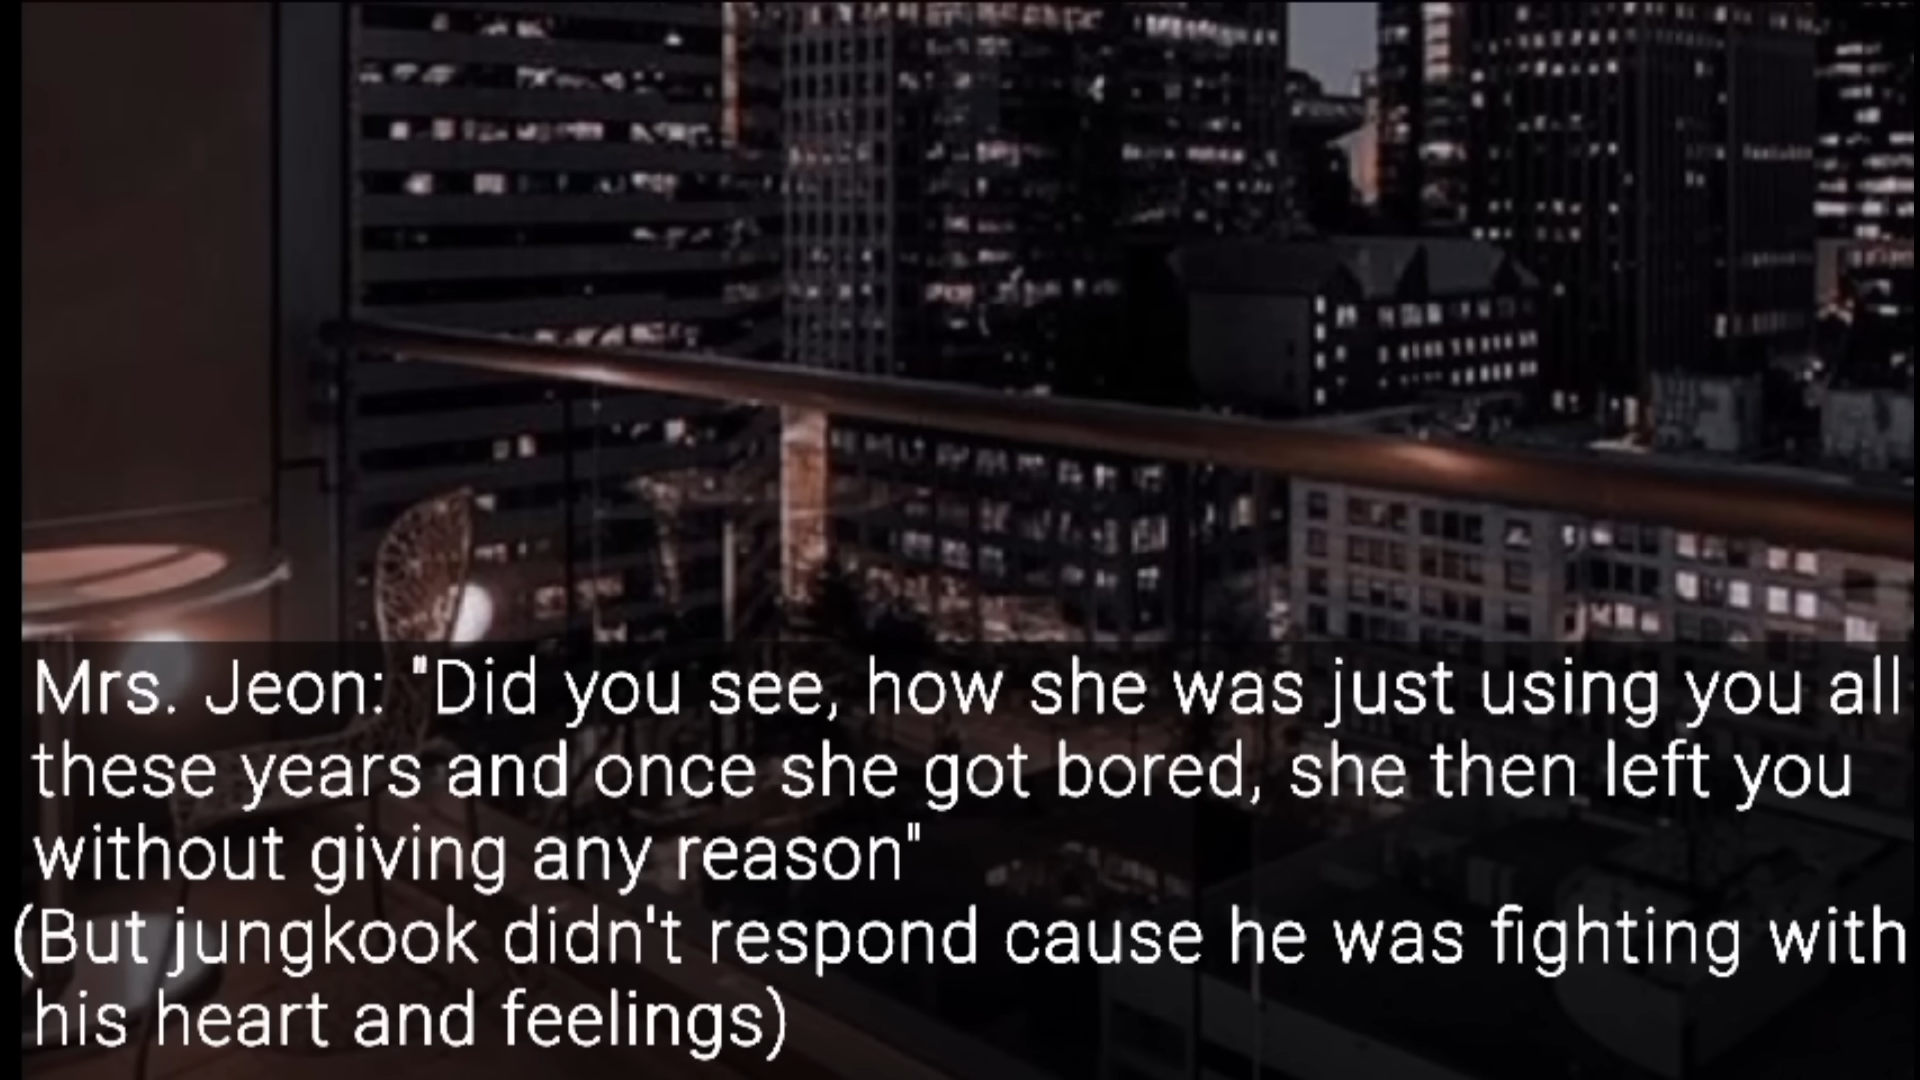 Mrs. Jeon: "Did you see, how she was just using you all
these years and once she got bored, she then left you
without giving any reason"
(But jungkook didn't respond cause he was fighting with
his heart and feelings)